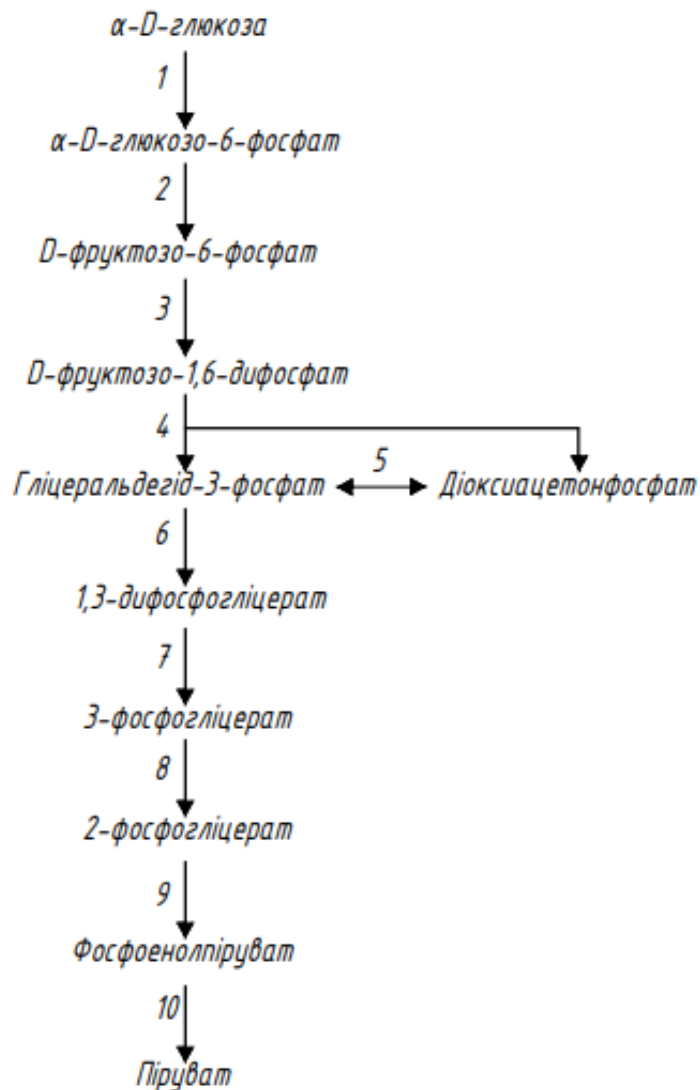 α-D-глюкоза
1
α-D-глюкозо-6-фосфат
2
D-фруктозо-6-фосфат
3
D-фруктозо-1,6-дифосфат
4
5
Гліцеральдегід-3-фосфат Діоксиацетонфосфат
6
1,3-дифосфогліцерат
7
3-фосфогліцерат
8
2-фосфогліцерат
9
Фосфоенолпіруват
10
Піруват